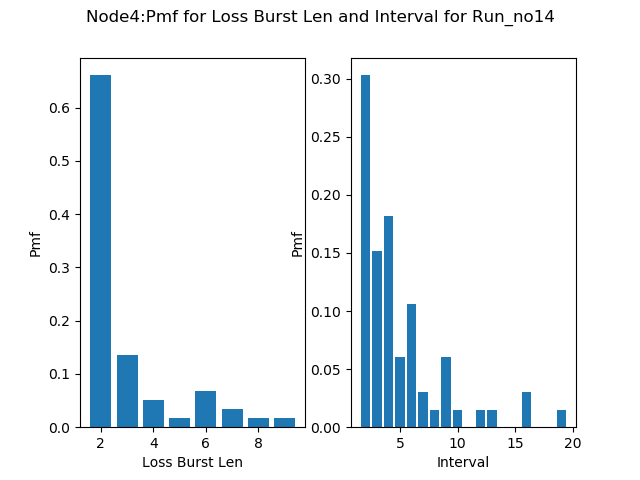 Node4:Pmf for Loss Burst Len and Interval for Run_no14
Pmf
0.6
0.5
0.4
0.3
0.2
0.1
0.0
2 4 6 8
Loss Burst Len
Pmf
0.30
0.25
0.20
0.15
0.10
0.05
0.00
5 10 15 20
Interval